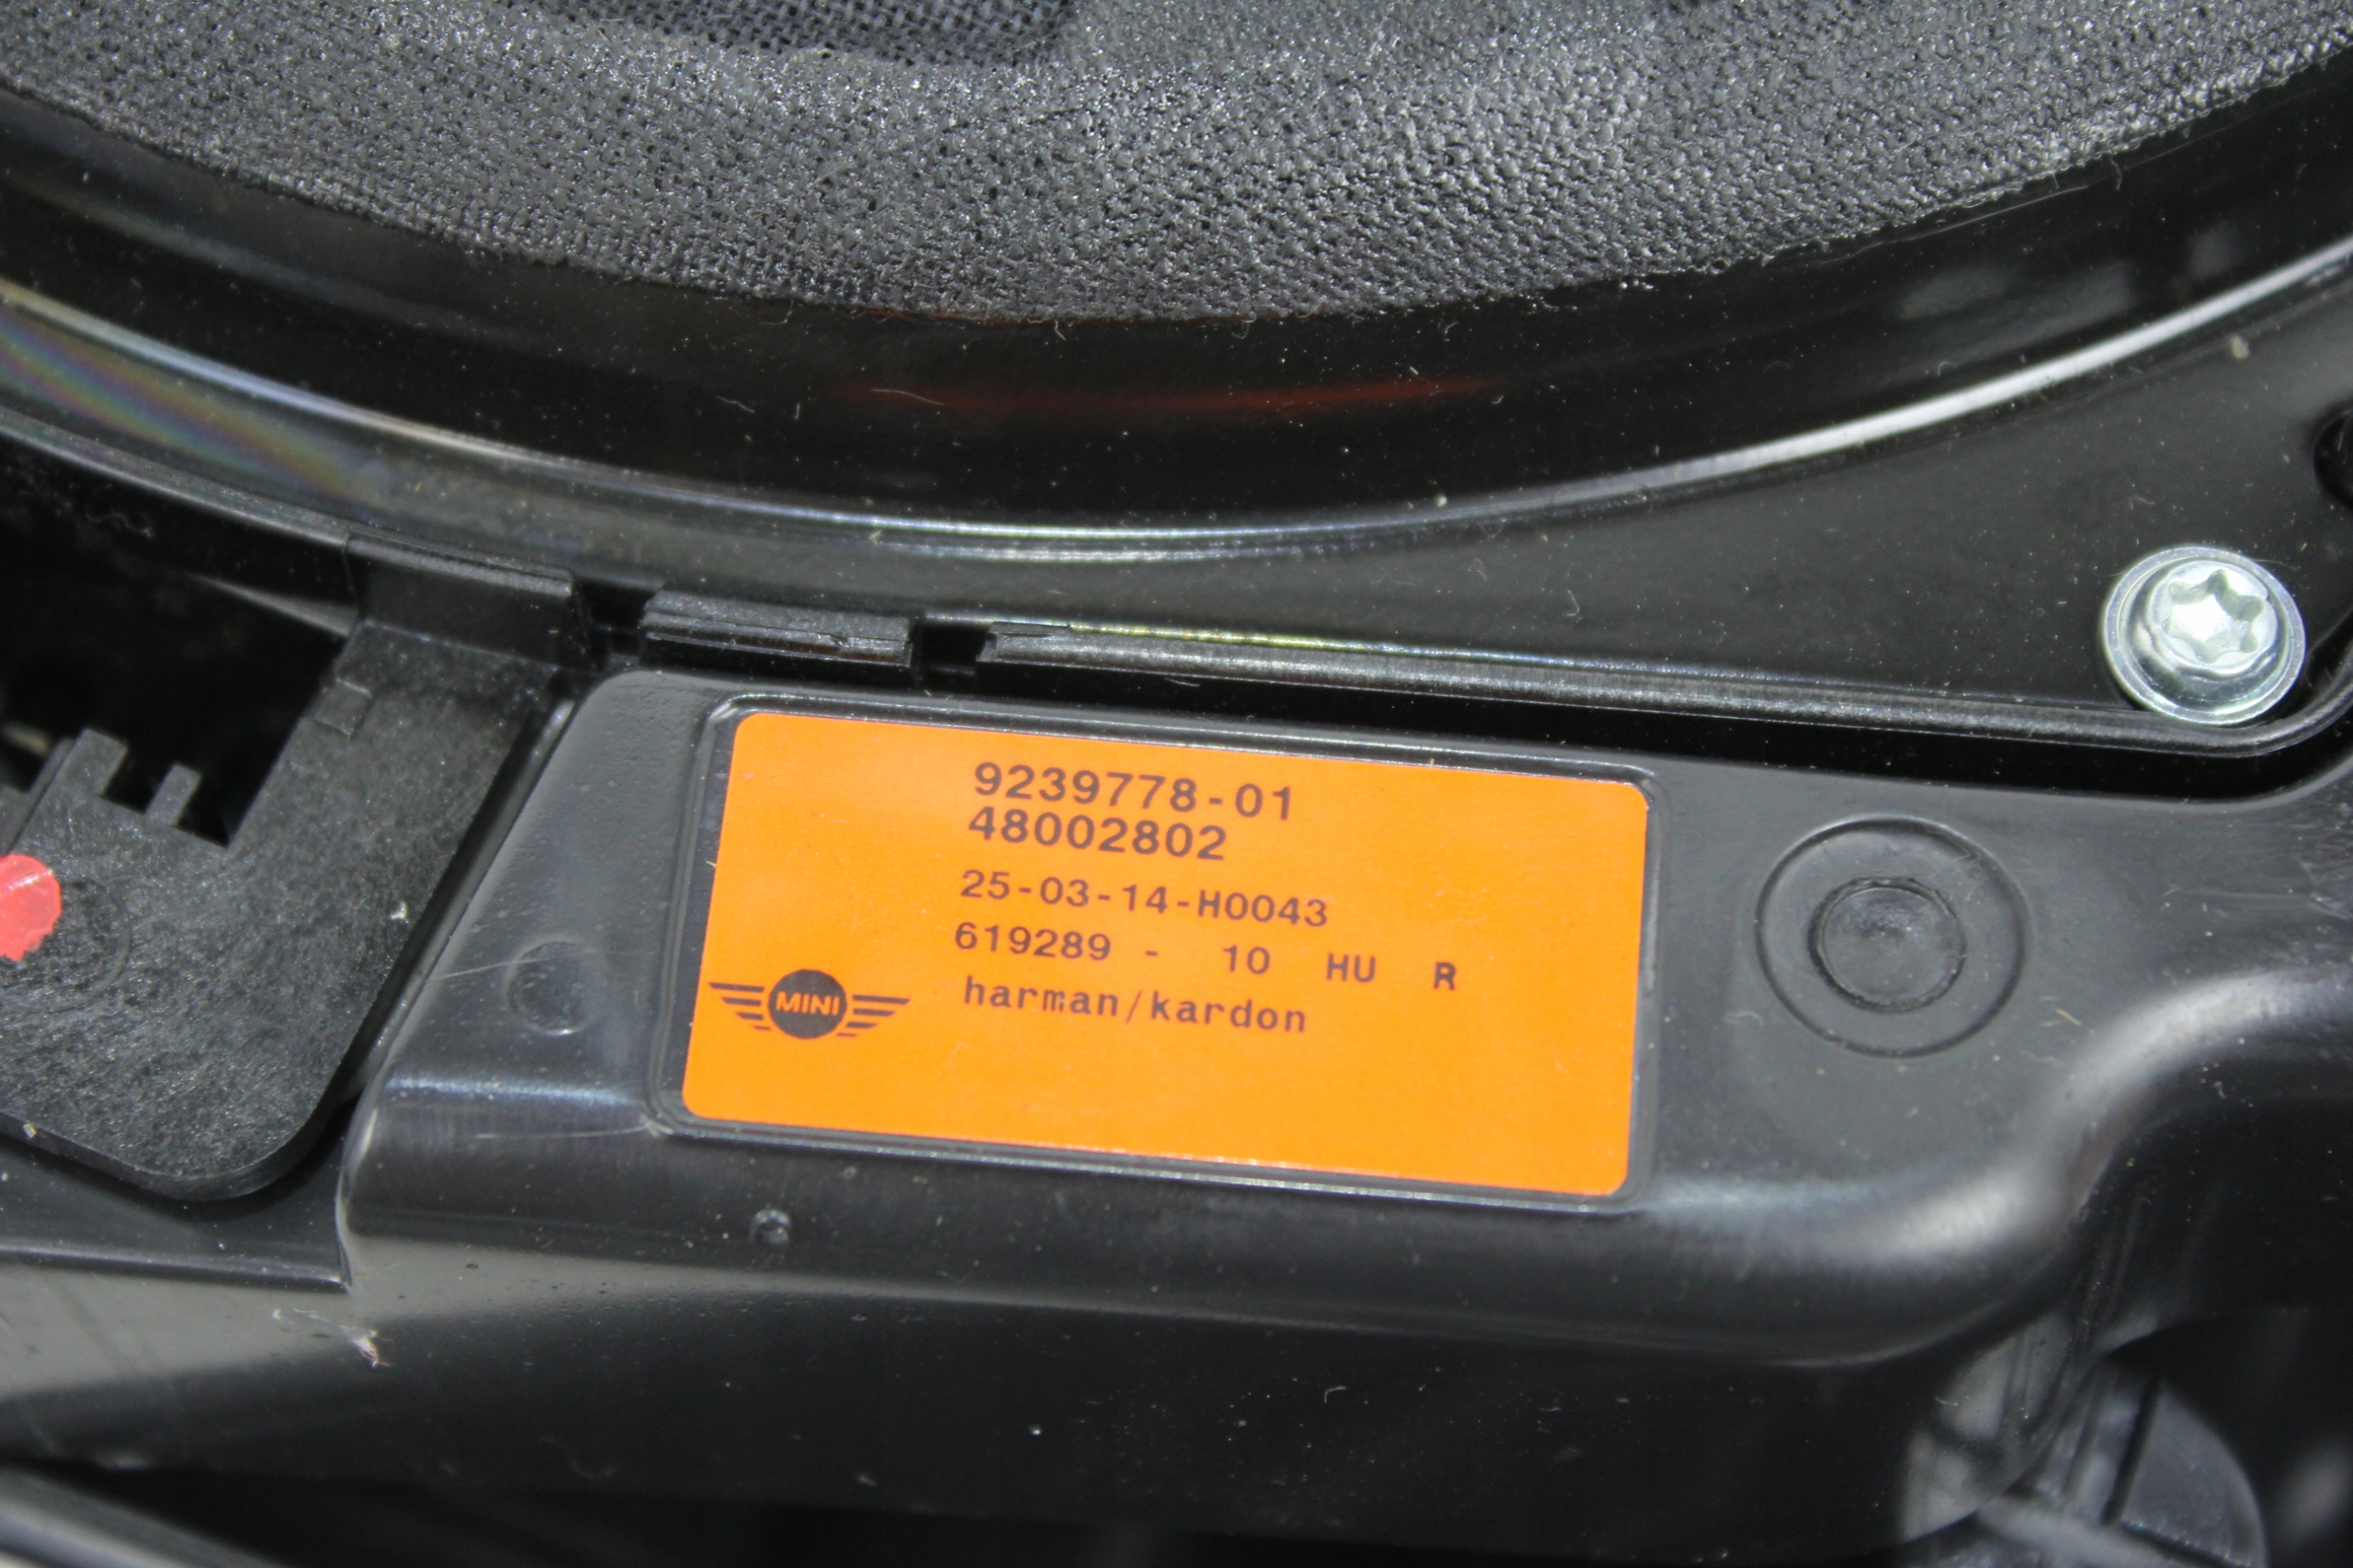 9239778-01
48002802
25-03-14-H0043
619289 - 10 HU R
MINI
harman/kardon